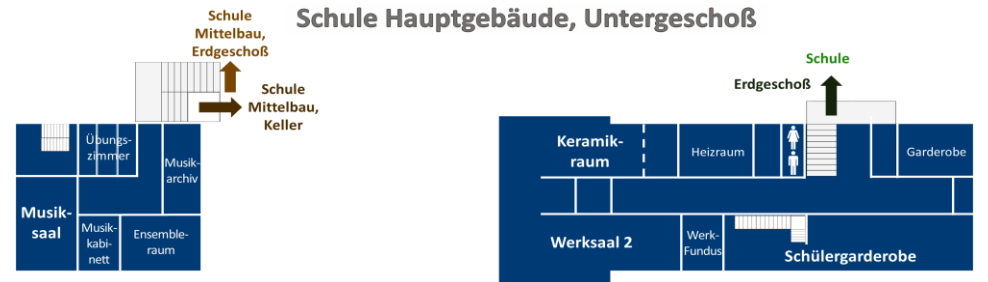 Schule Hauptgebäude, Untergeschoß
Schule
Mittelbau,
Erdgeschoß
Schule
Mittelbau,
Keller
Schule
Erdgeschoß
Übungs-
zimmer
Musik-
archiv
Musik-
saal
Musik-
kabi-
nett
Ensemble-
raum
Keramik-
raum
Heizraum
Garderobe
Werksaal 2
Werk-
Fundus
Schülergarderobe